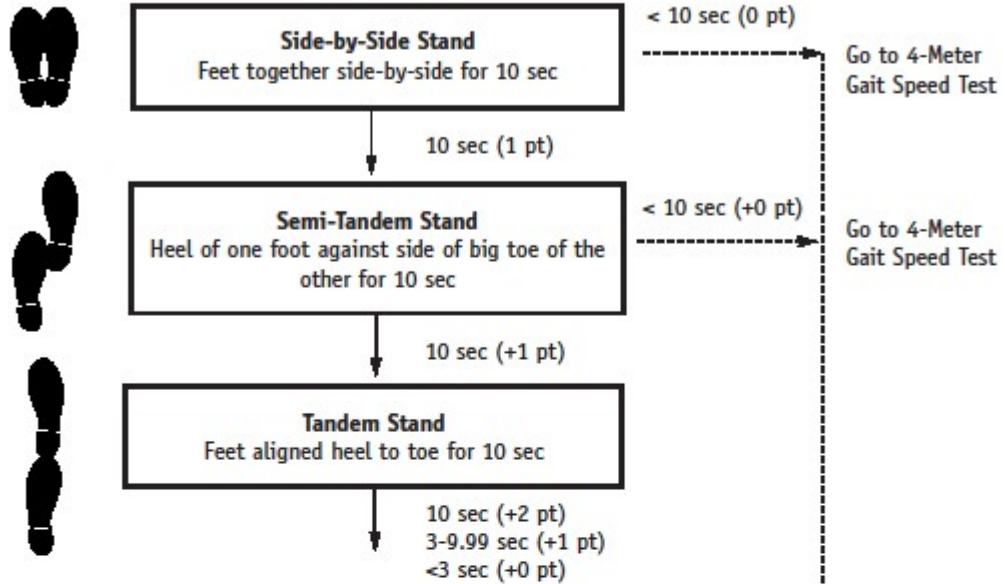 < 10 sec (0 pt)
Side-by-Side Stand
Feet together side-by-side for 10 sec
Go to 4-Meter
Gait Speed Test
10 sec (1 pt)
< 10 sec (+0 pt)
Semi-Tandem Stand
Heel of one foot against side of big toe of the
other for 10 sec
Go to 4-Meter
Gait Speed Test
10 sec (+1 pt)
Tandem Stand
Feet aligned heel to toe for 10 sec
10 sec (+2 pt)
3-9.99 sec (+1 pt)
<3 sec (+0 pt)